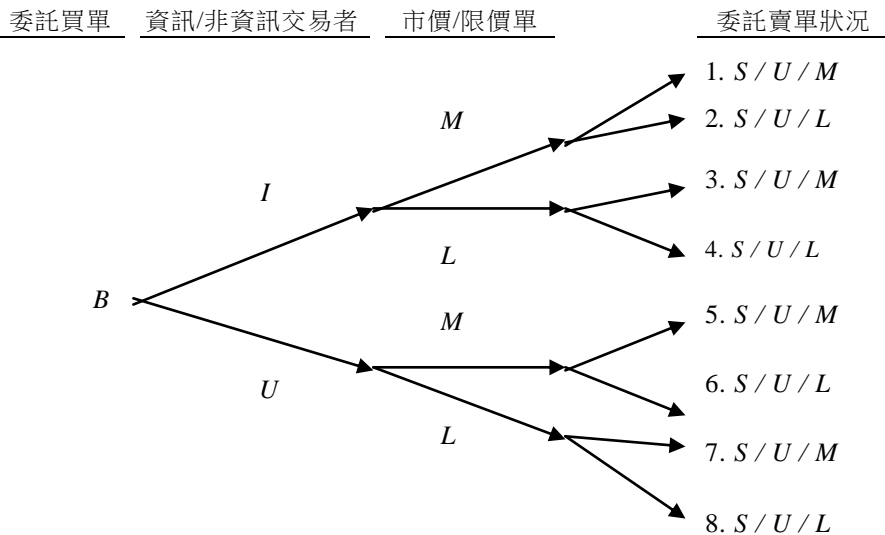 委託買單 資訊/非資訊交易者 市價/限價單 委託賣單狀況
1. S / U / M
M
2. S / U / L
I
3. S / U / M
L
4. S / U / L
B
M
5. S / U / M
U
6. S / U / L
L
7. S / U / M
8. S / U / L